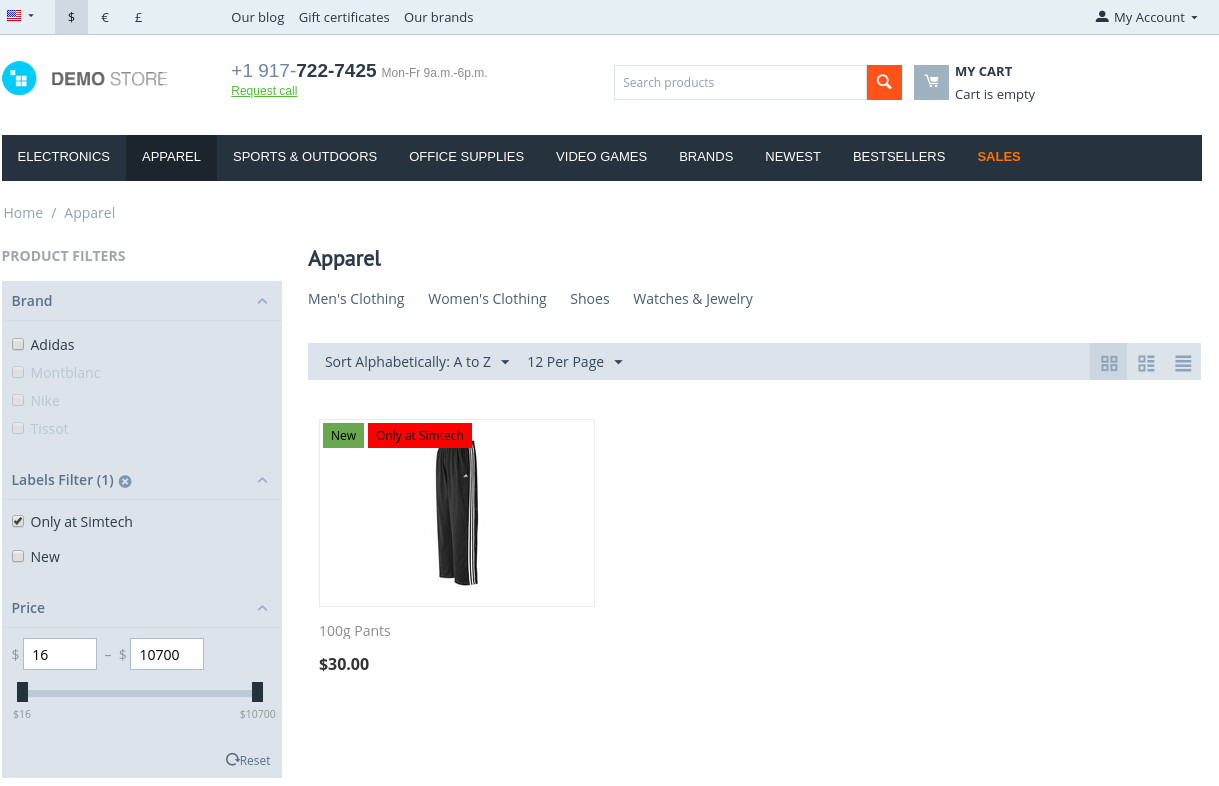 $ € £ Our blog Gift certificates Our brands My Account
DEMO STORE
+1 917-722-7425 Mon-Fr 9a.m.-6p.m.
Request call
Search products
MY CART
Cart is empty
ELECTRONICS APPAREL SPORTS & OUTDOORS OFFICE SUPPLIES VIDEO GAMES BRANDS NEWEST BESTSELLERS SALES
Home / Apparel
PRODUCT FILTERS
Brand
Adidas
Montblanc
Nike
Tissot
Labels Filter (1)
Only at Simtech
New
Price
$ 16 – $ 10700
$16 $10700
Reset
Apparel
Men's Clothing Women's Clothing Shoes Watches & Jewelry
Sort Alphabetically: A to Z 12 Per Page
New Only at Simtech
100g Pants
$30.00